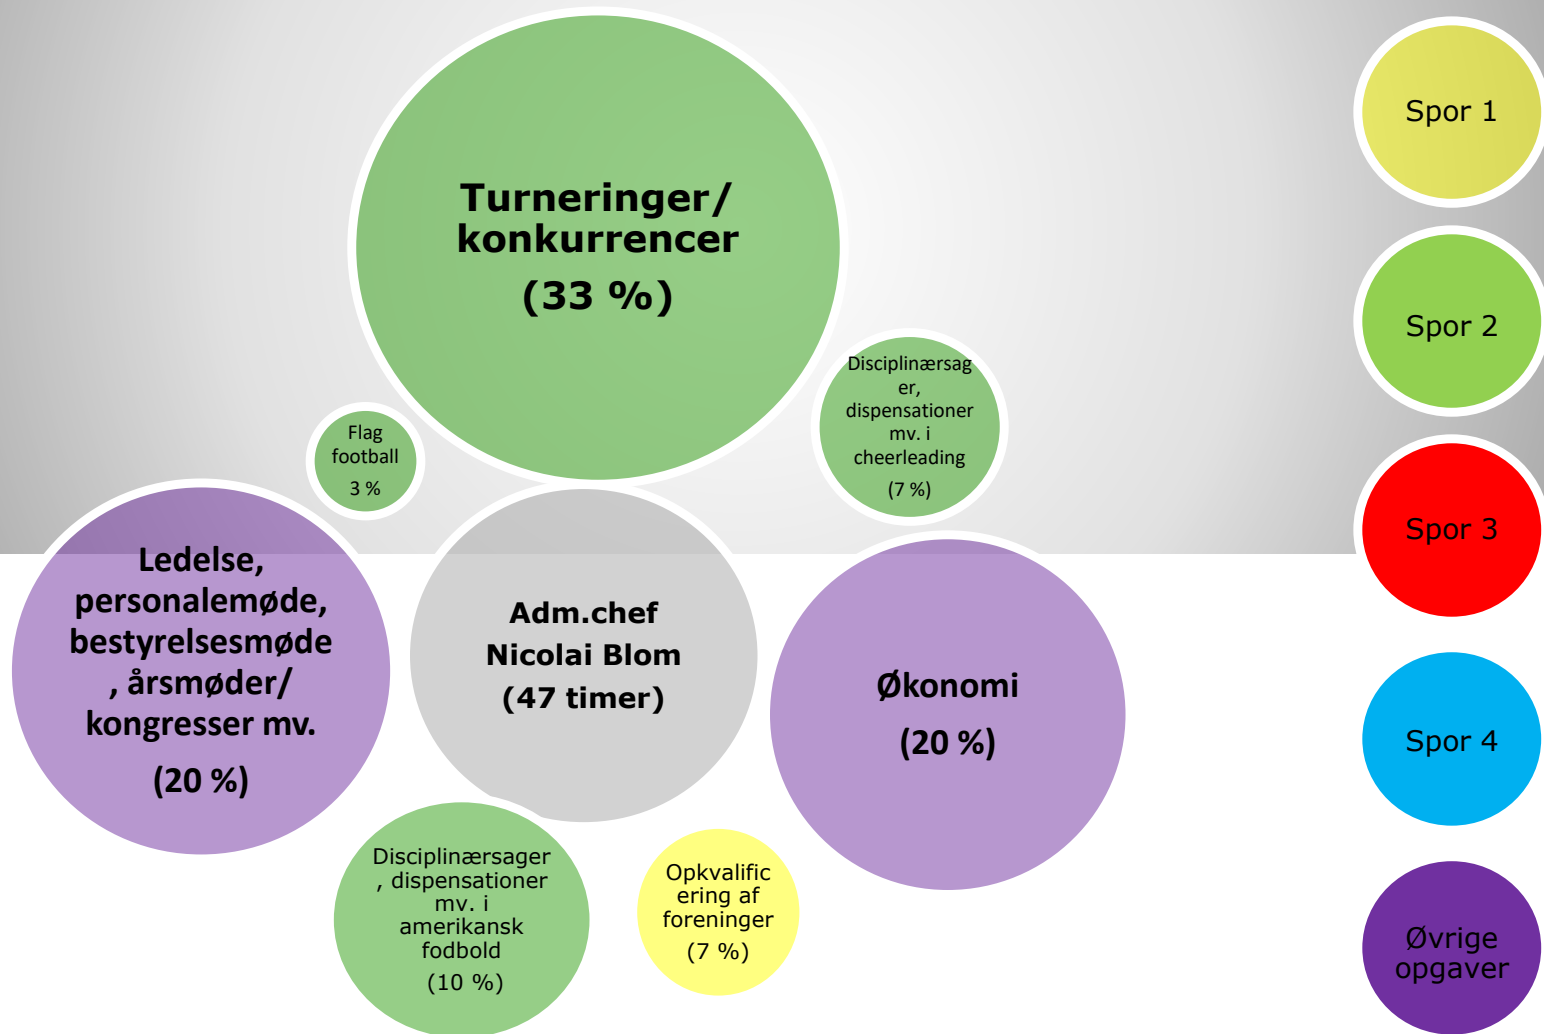 Turneringer/
konkurrencer
(33 %)
Disciplinærsag
er,
dispensationer
mv. i
cheerleading
(7 %)
Flag
football
3 %
Ledelse,
personalemøde,
bestyrelsesmøde
, årsmøder/
kongresser mv.
(20 %)
Adm.chef
Nicolai Blom
(47 timer)
Økonomi
(20 %)
Disciplinærsager
, dispensationer
mv. i
amerikansk
fodbold
(10 %)
Opkvalific
ering af
foreninger
(7 %)
Spor 1
Spor 2
Spor 3
Spor 4
Øvrige
opgaver